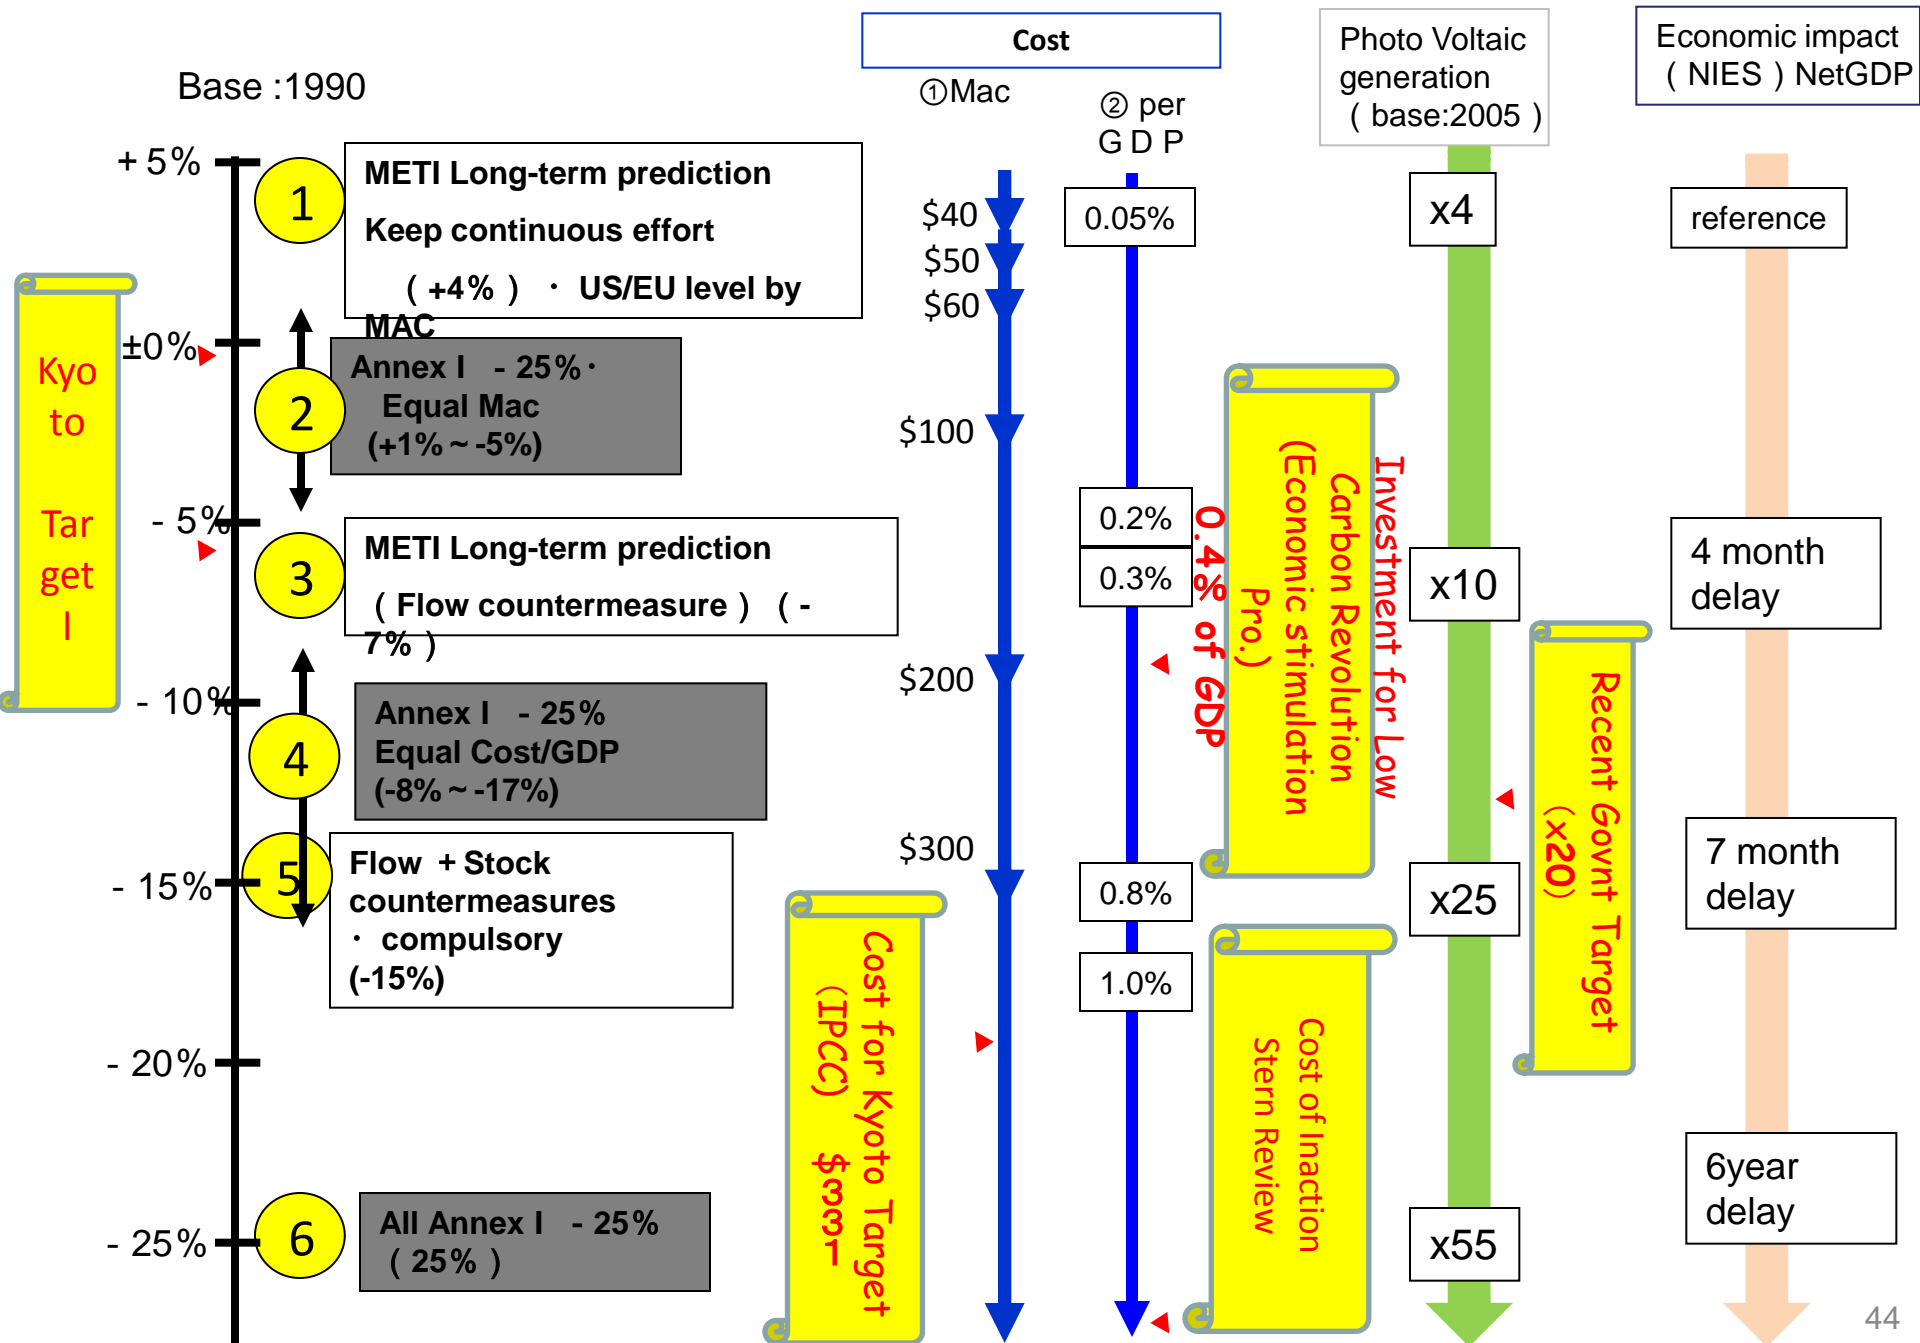 Base :1990
+ 5%
±0%
- 5%
- 10%
- 15%
- 20%
- 25%
Kyo
to
Tar
get
l
1
METI Long-term prediction
Keep continuous effort
( +4% ) ・ US/EU level by
MAC
2
Annex I - 25%・
Equal Mac
(+1% ~ -5%)
3
METI Long-term prediction
( Flow countermeasure ) ( -
7% )
4
Annex I - 25%
Equal Cost/GDP
(-8% ~ -17%)
5
Flow + Stock
countermeasures
・ compulsory
(-15%)
6
All Annex I - 25%
( 25% )
Cost
①Mac
$40
$50
$60
$100
$200
$300
Cost for Kyoto Target
(IPCC) $331
② per
G D P
0.05%
0.2%
0.3%
0.8%
1.0%
Investment for Low
Carbon Revolution
(Economic stimulation
Pro.)
0.4% of GDP
Cost of Inaction
Stern Review
Photo Voltaic
generation
( base:2005 )
x4
x10
x25
x55
Recent Govnt Target
(x20)
Economic impact
( NIES ) NetGDP
reference
4 month
delay
7 month
delay
6year
delay
44